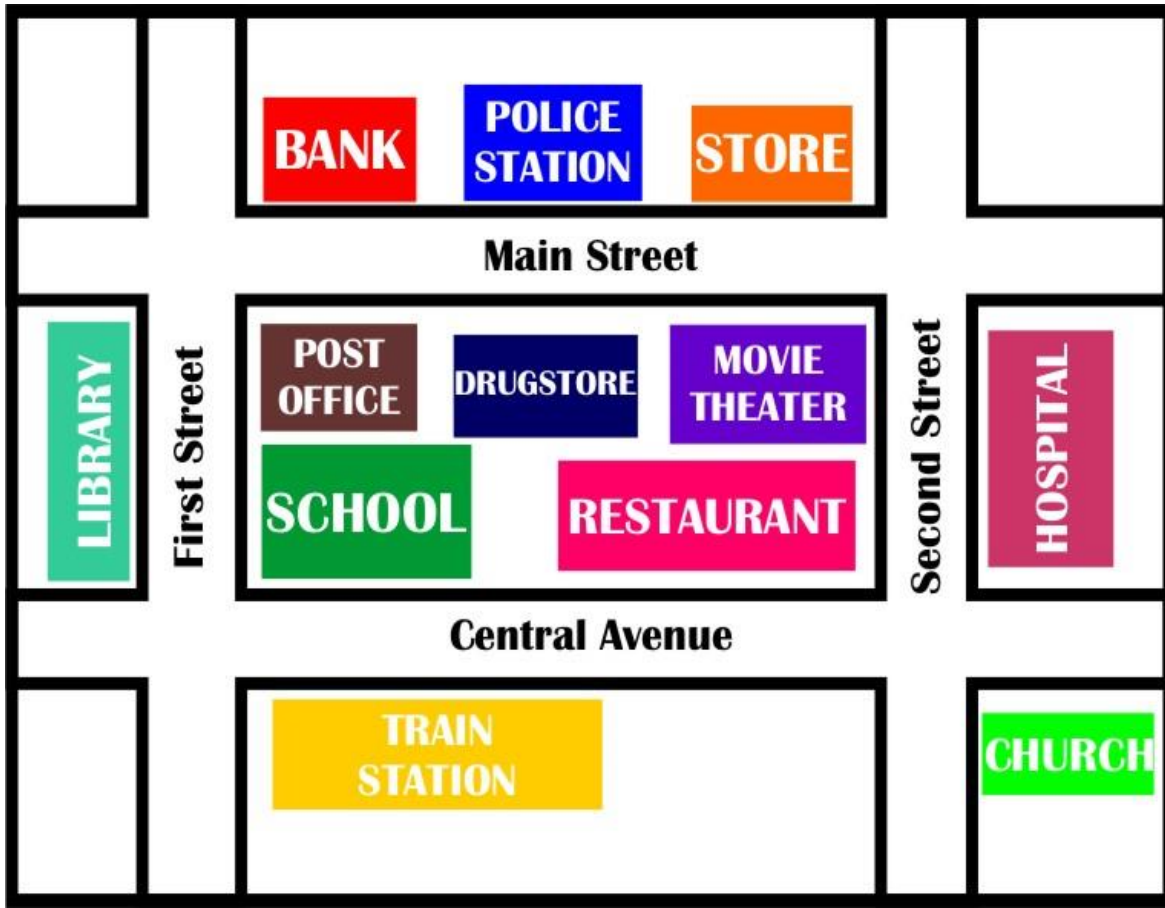 BANK
POLICE
STATION
STORE
Main Street
LIBRARY
First Street
POST
OFFICE
DRUGSTORE
MOVIE
THEATER
SCHOOL
RESTAURANT
Second Street
HOSPITAL
Central Avenue
TRAIN
STATION
CHURCH